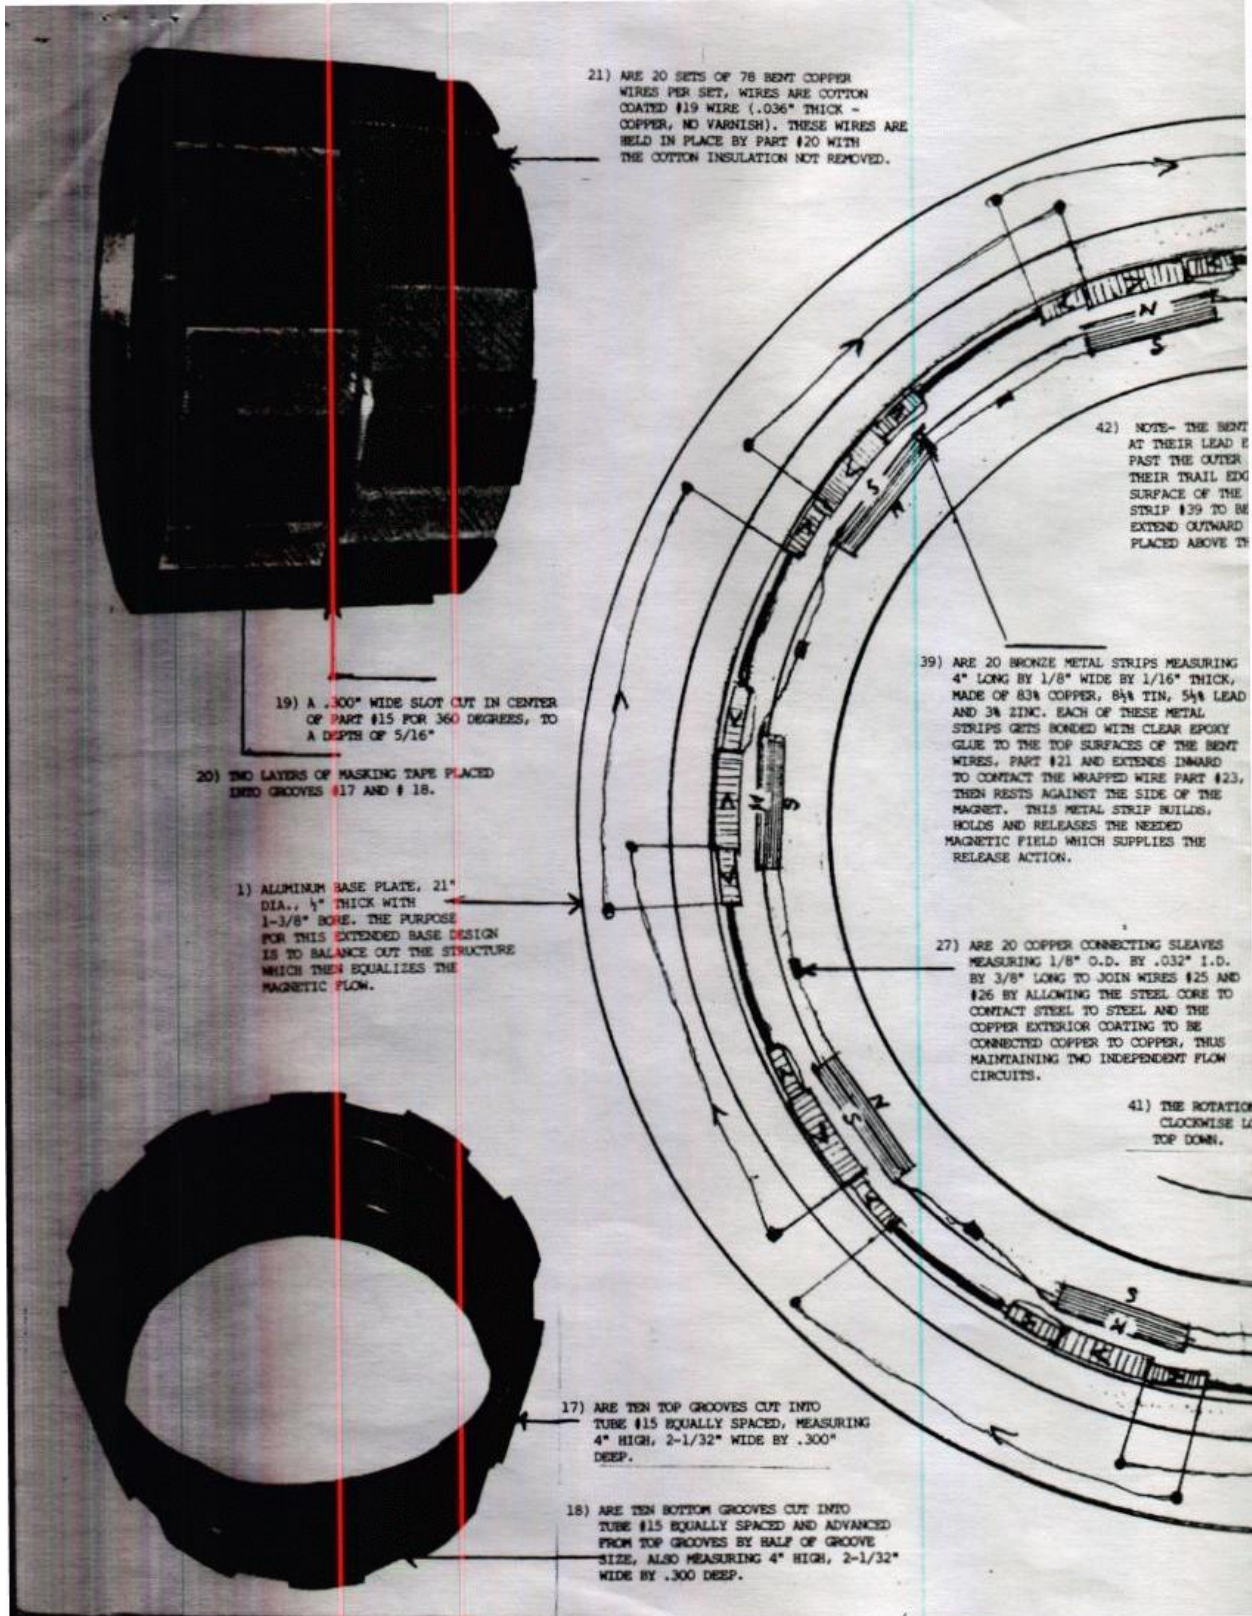 21) ARE 20 SETS OF 78 BENT COPPER
WIRES PER SET, WIRES ARE COTTON
COATED #19 WIRE (.036" THICK -
COPPER, NO VARNISH). THESE WIRES ARE
HELD IN PLACE BY PART #20 WITH
THE COTTON INSULATION NOT REMOVED.
N
S
42) NOTE- THE BENT
AT THEIR LEAD E
PAST THE OUTER
THEIR TRAIL EDG
SURFACE OF THE
STRIP #39 TO BE
EXTEND OUTWARD
PLACED ABOVE TH
S
N
39) ARE 20 BRONZE METAL STRIPS MEASURING
4" LONG BY 1/8" WIDE BY 1/16" THICK,
MADE OF 83% COPPER, 8½% TIN, 5½% LEAD
AND 3% ZINC. EACH OF THESE METAL
STRIPS GETS BONDED WITH CLEAR EPOXY
GLUE TO THE TOP SURFACES OF THE BENT
WIRES, PART #21 AND EXTENDS INWARD
TO CONTACT THE WRAPPED WIRE PART #23,
THEN RESTS AGAINST THE SIDE OF THE
MAGNET. THIS METAL STRIP BUILDS,
HOLDS AND RELEASES THE NEEDED
MAGNETIC FIELD WHICH SUPPLIES THE
RELEASE ACTION.
19) A .300" WIDE SLOT CUT IN CENTER
OF PART #15 FOR 360 DEGREES, TO
A DEPTH OF 5/16"
20) TWO LAYERS OF MASKING TAPE PLACED
INTO GROOVES #17 AND # 18.
N
S
1) ALUMINUM BASE PLATE, 21"
DIA., ½" THICK WITH
1-3/8" BORE. THE PURPOSE
FOR THIS EXTENDED BASE DESIGN
IS TO BALANCE OUT THE STRUCTURE
WHICH THEN EQUALIZES THE
MAGNETIC FLOW.
27) ARE 20 COPPER CONNECTING SLEAVES
MEASURING 1/8" O.D. BY .032" I.D.
BY 3/8" LONG TO JOIN WIRES #25 AND
#26 BY ALLOWING THE STEEL CORE TO
CONTACT STEEL TO STEEL AND THE
COPPER EXTERIOR COATING TO BE
CONNECTED COPPER TO COPPER, THUS
MAINTAINING TWO INDEPENDENT FLOW
CIRCUITS.
N
S
41) THE ROTATION
CLOCKWISE LO
TOP DOWN.
S
N
17) ARE TEN TOP GROOVES CUT INTO
TUBE #15 EQUALLY SPACED, MEASURING
4" HIGH, 2-1/32" WIDE BY .300"
DEEP.
18) ARE TEN BOTTOM GROOVES CUT INTO
TUBE #15 EQUALLY SPACED AND ADVANCED
FROM TOP GROOVES BY HALF OF GROOVE
SIZE, ALSO MEASURING 4" HIGH, 2-1/32"
WIDE BY .300 DEEP.